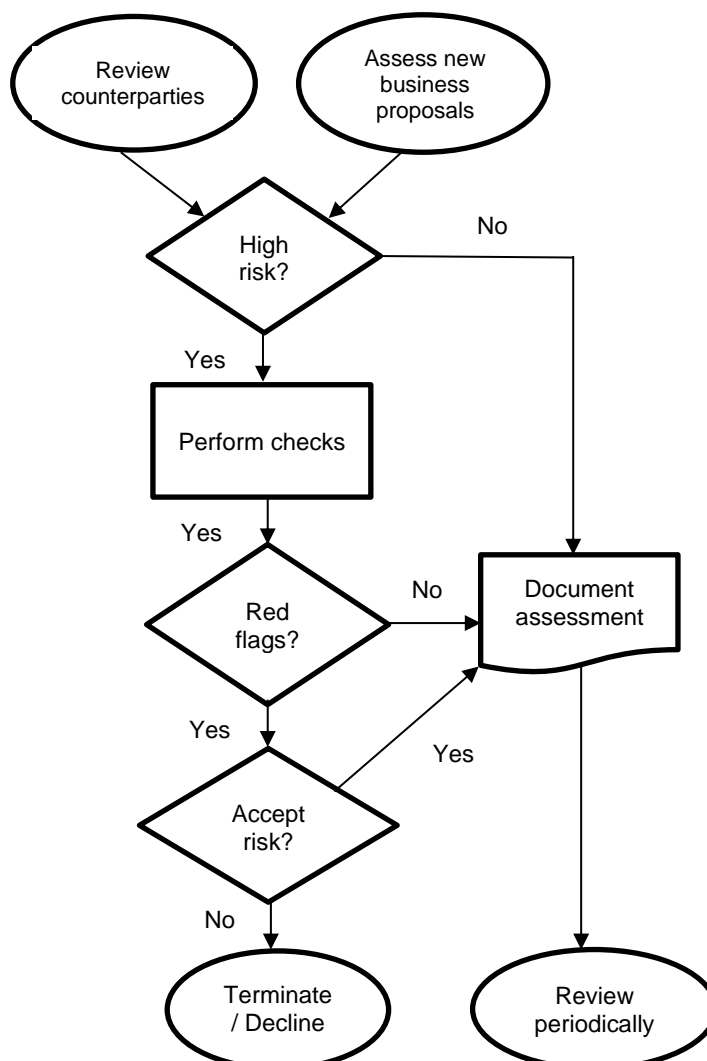 Review
counterparties
Assess new
business
proposals
High
risk?
No
Yes
Perform checks
Yes
Red
flags?
No
Document
assessment
Yes
Yes
Accept
risk?
No
Terminate
/ Decline
Review
periodically